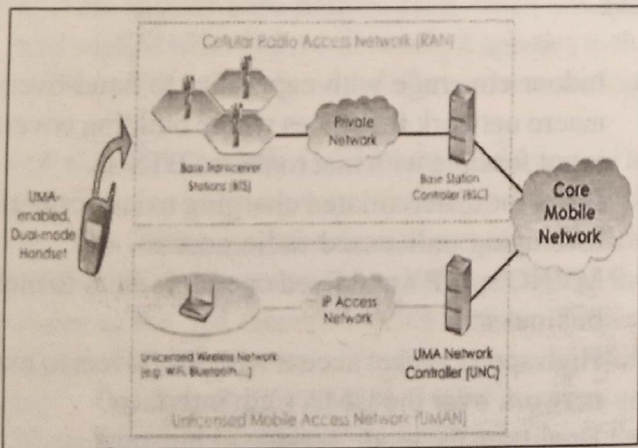 Cellular Radio Access Network (RAN)
Base Transceiver
Stations (BTS)
Private
Network
Base Station
Controller (BSC)
UMA-
enabled,
Dual-mode
Handset
Core
Mobile
Network
Unlicensed Wireless Network
(e.g. WiFi, Bluetooth....)
IP Access
Network
UMA Network
Controller (UNC)
Unlicensed Mobile Access Network (UMAN)